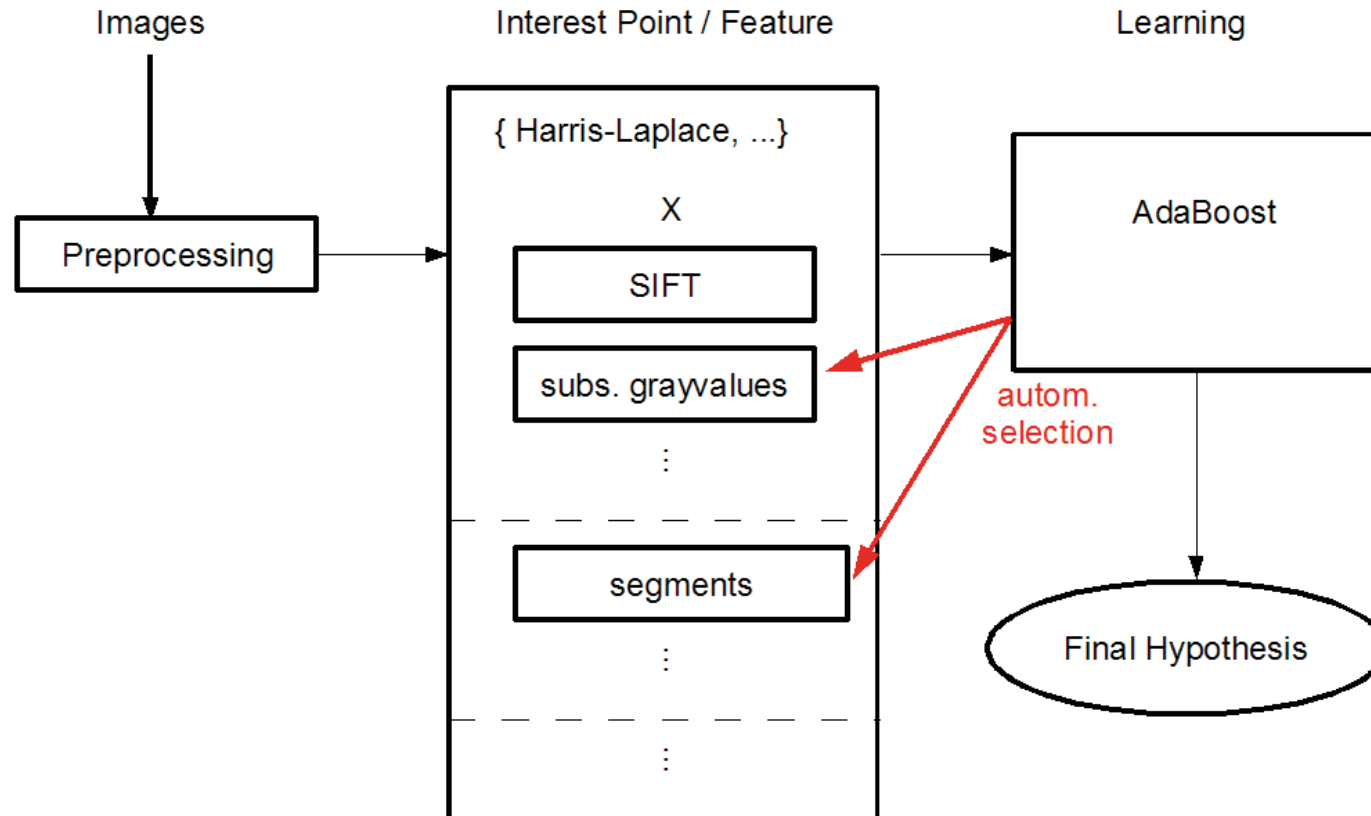 Images
Interest Point / Feature
Learning
{ Harris-Laplace, ...}
X
Preprocessing
SIFT
AdaBoost
subs. grayvalues
⋮
autom.
selection
segments
⋮
Final Hypothesis
⋮